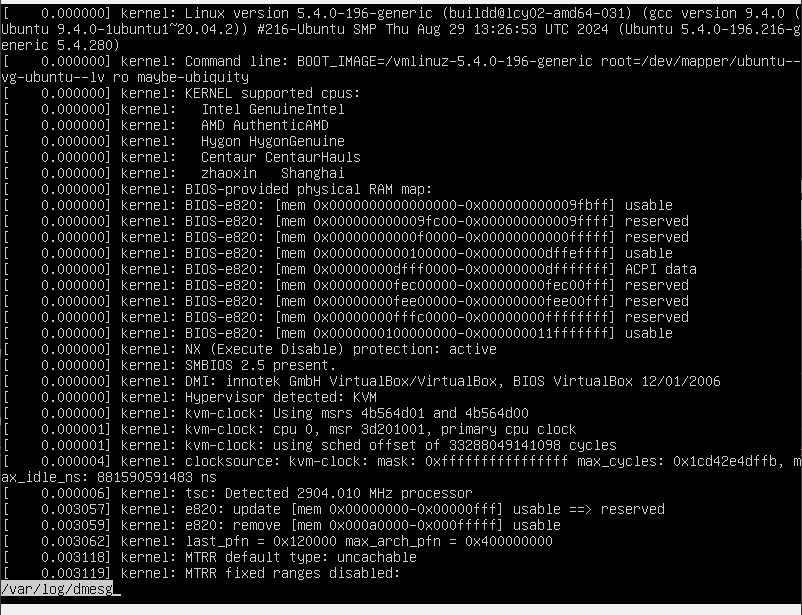 [    0.000000] kernel: Linux version 5.4.0-196-generic (buildd@lcy02-amd64-031) (gcc version 9.4.0 (
Ubuntu 9.4.0-1ubuntu1~20.04.2)) #216-Ubuntu SMP Thu Aug 29 13:26:53 UTC 2024 (Ubuntu 5.4.0-196.216-g
eneric 5.4.280)
[    0.000000] kernel: Command line: BOOT_IMAGE=/vmlinuz-5.4.0-196-generic root=/dev/mapper/ubuntu--
vg-ubuntu--lv ro maybe-ubiquity
[    0.000000] kernel: KERNEL supported cpus:
[    0.000000] kernel:   Intel GenuineIntel
[    0.000000] kernel:   AMD AuthenticAMD
[    0.000000] kernel:   Hygon HygonGenuine
[    0.000000] kernel:   Centaur CentaurHauls
[    0.000000] kernel:   zhaoxin   Shanghai
[    0.000000] kernel: BIOS-provided physical RAM map:
[    0.000000] kernel: BIOS-e820: [mem 0x0000000000000000-0x000000000009fbff] usable
[    0.000000] kernel: BIOS-e820: [mem 0x000000000009fc00-0x000000000009ffff] reserved
[    0.000000] kernel: BIOS-e820: [mem 0x00000000000f0000-0x00000000000fffff] reserved
[    0.000000] kernel: BIOS-e820: [mem 0x0000000000100000-0x00000000dffeffff] usable
[    0.000000] kernel: BIOS-e820: [mem 0x00000000dfff0000-0x00000000dfffffff] ACPI data
[    0.000000] kernel: BIOS-e820: [mem 0x00000000fec00000-0x00000000fec00fff] reserved
[    0.000000] kernel: BIOS-e820: [mem 0x00000000fee00000-0x00000000fee00fff] reserved
[    0.000000] kernel: BIOS-e820: [mem 0x00000000fffc0000-0x00000000ffffffff] reserved
[    0.000000] kernel: BIOS-e820: [mem 0x0000000100000000-0x000000011fffffff] usable
[    0.000000] kernel: NX (Execute Disable) protection: active
[    0.000000] kernel: SMBIOS 2.5 present.
[    0.000000] kernel: DMI: innotek GmbH VirtualBox/VirtualBox, BIOS VirtualBox 12/01/2006
[    0.000000] kernel: Hypervisor detected: KVM
[    0.000000] kernel: kvm-clock: Using msrs 4b564d01 and 4b564d00
[    0.000001] kernel: kvm-clock: cpu 0, msr 3d201001, primary cpu clock
[    0.000001] kernel: kvm-clock: using sched offset of 33288049141098 cycles
[    0.000004] kernel: clocksource: kvm-clock: mask: 0xffffffffffffffff max_cycles: 0x1cd42e4dffb, m
ax_idle_ns: 881590591483 ns
[    0.000006] kernel: tsc: Detected 2904.010 MHz processor
[    0.003057] kernel: e820: update [mem 0x00000000-0x00000fff] usable ==> reserved
[    0.003059] kernel: e820: remove [mem 0x000a0000-0x000fffff] usable
[    0.003062] kernel: last_pfn = 0x120000 max_arch_pfn = 0x400000000
[    0.003118] kernel: MTRR default type: uncachable
[    0.003119] kernel: MTRR fixed ranges disabled:
/var/log/dmesg